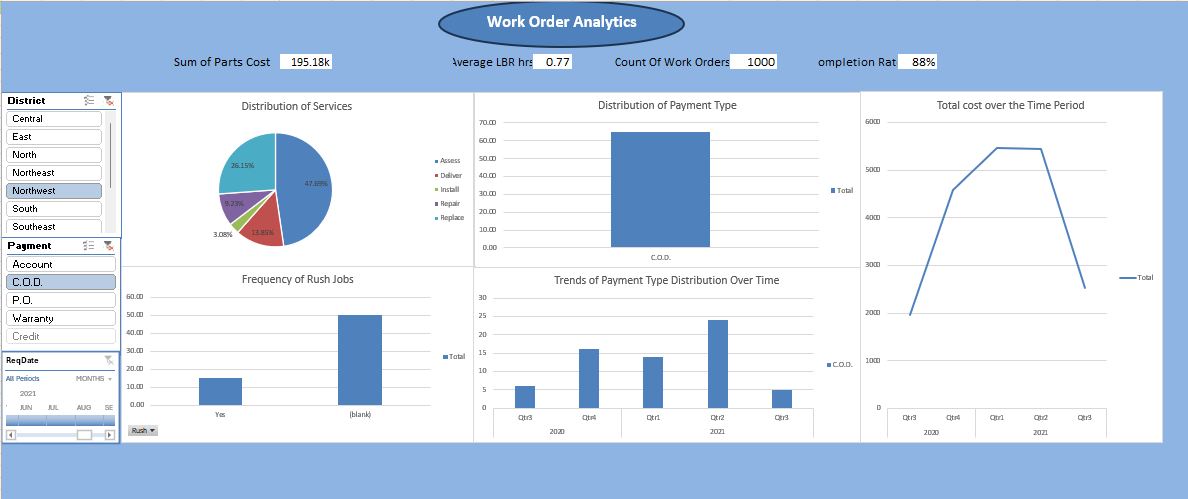 Work Order Analytics
Sum of Parts Cost 195.18k
Average LBR hrs 0.77
Count Of Work Orders 1000
ompletion Rat 88%
District
Central
East
North
Northeast
Northwest
South
Southeast
Payment
Account
C.O.D.
P.O.
Warranty
Credit
ReqDate
All Periods MONTHS
2021
JUN JUL AUG SE
Distribution of Services
26.15%
47.69%
9.23%
3.08%
13.85%
Assess
Deliver
Install
Repair
Replace
Distribution of Payment Type
70.00
60.00
50.00
40.00
30.00
20.00
10.00
0.00
C.O.D.
Total
Total cost over the Time Period
6000
5000
4000
3000
2000
1000
0
Qtr3 Qtr4 Qtr1 Qtr2 Qtr3
2020 2021
Total
Frequency of Rush Jobs
60.00
50.00
40.00
30.00
20.00
10.00
0.00
Yes (blank)
Total
Rush
Trends of Payment Type Distribution Over Time
30
25
20
15
10
5
0
Qtr3 Qtr4 Qtr1 Qtr2 Qtr3
2020 2021
C.O.D.